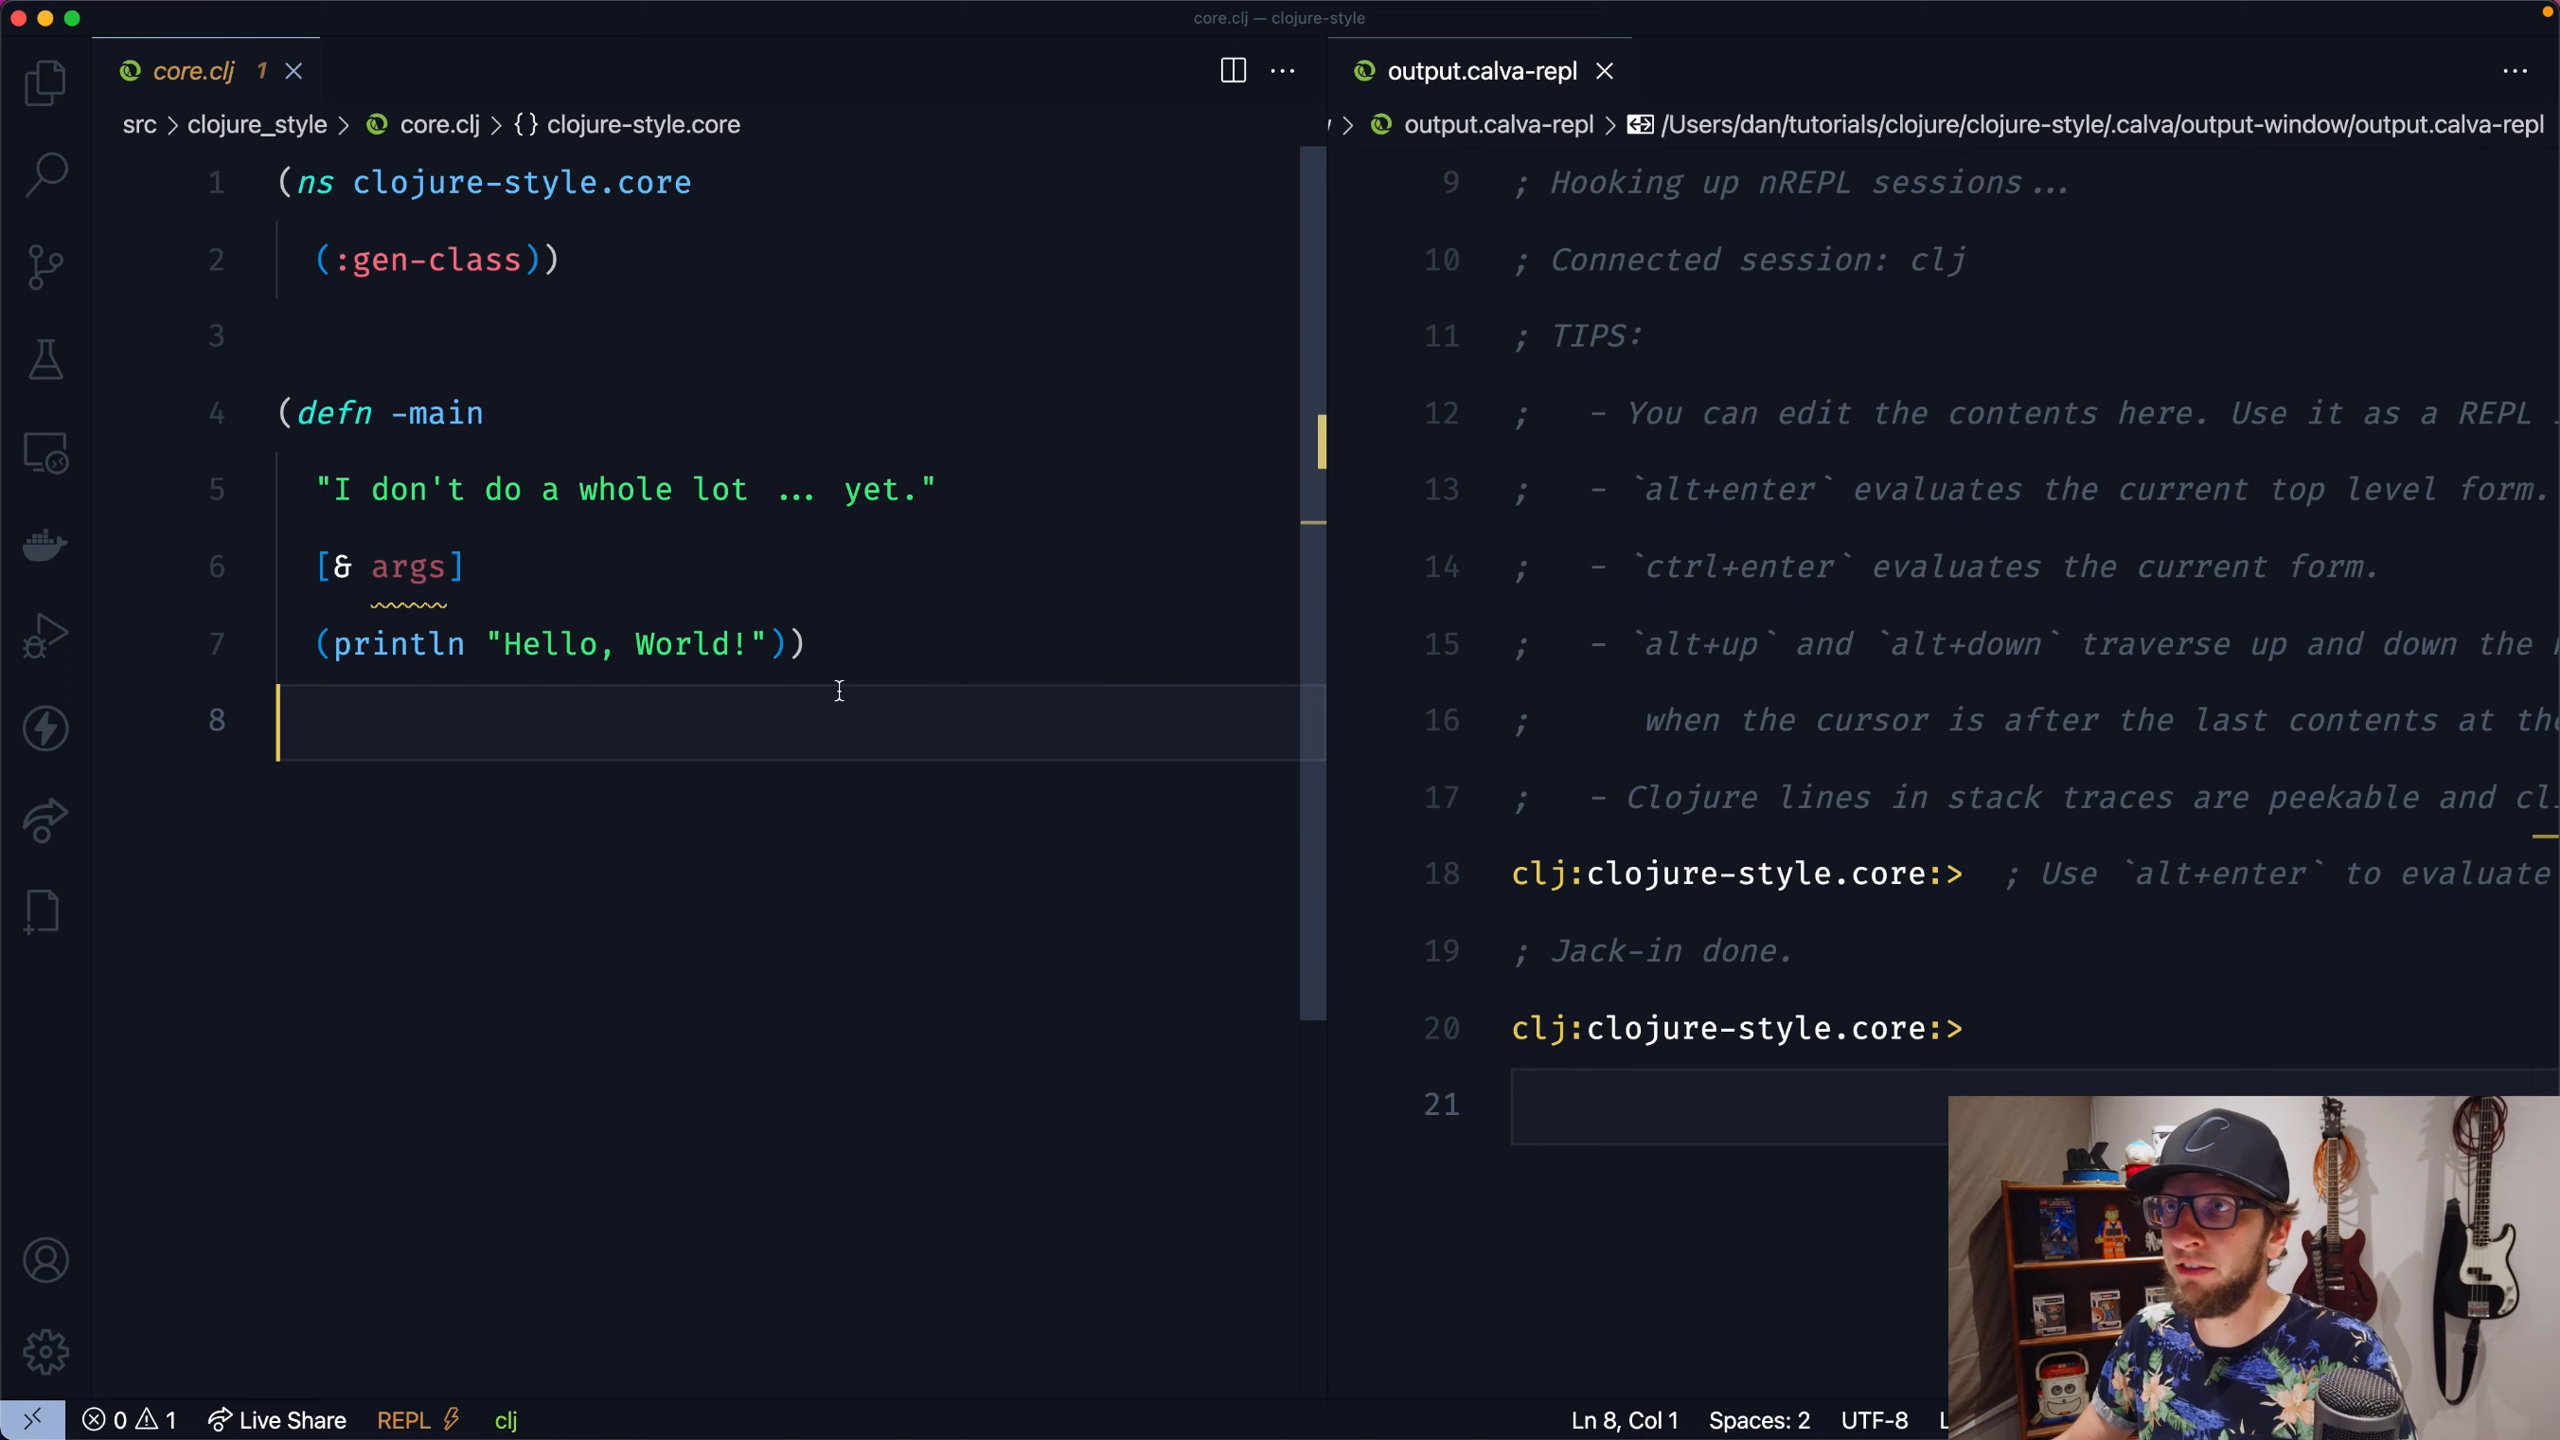 core.clj — clojure-style
core.clj 1
src > clojure_style > core.clj > {} clojure-style.core
1 (ns clojure-style.core
2 (:gen-class))
3
4 (defn -main
5 "I don't do a whole lot ... yet."
6 [& args]
7 (println "Hello, World!"))
8
output.calva-repl
> output.calva-repl > /Users/dan/tutorials/clojure/clojure-style/.calva/output-window/output.calva-repl
9 ; Hooking up nREPL sessions...
10 ; Connected session: clj
11 ; TIPS:
12 ; - You can edit the contents here. Use it as a REPL
13 ; - `alt+enter` evaluates the current top level form.
14 ; - `ctrl+enter` evaluates the current form.
15 ; - `alt+up` and `alt+down` traverse up and down the
16 ; when the cursor is after the last contents at
17 ; - Clojure lines in stack traces are peekable and
18 clj:clojure-style.core:> ; Use `alt+enter` to evaluate
19 ; Jack-in done.
20 clj:clojure-style.core:>
21
0 1 Live Share REPL clj
Ln 8, Col 1 Spaces: 2 UTF-8